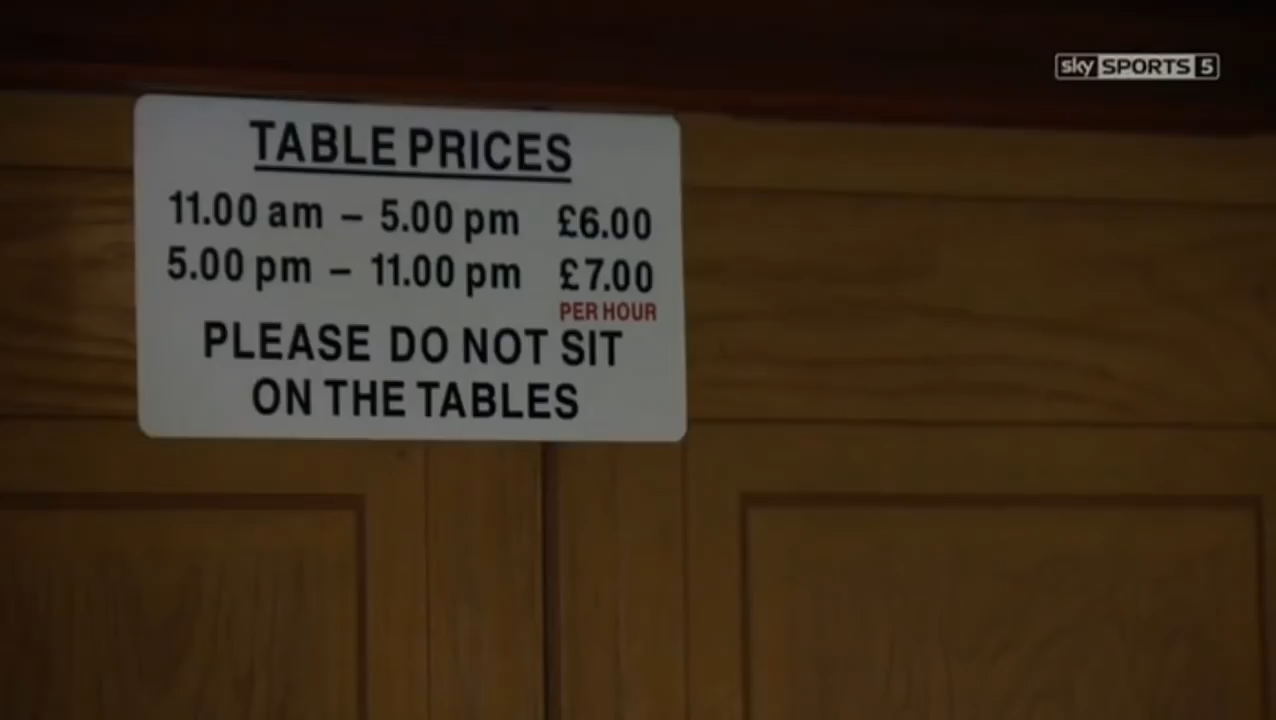 sky SPORTS 5
TABLE PRICES
11.00 am – 5.00 pm £6.00
5.00 pm – 11.00 pm £7.00
PER HOUR
PLEASE DO NOT SIT
ON THE TABLES